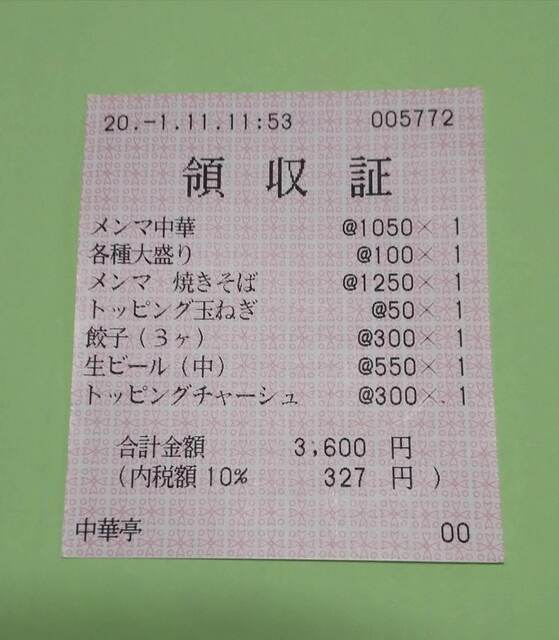 20.-1.11.11:53 005772
領収証
メンマ中華 @1050× 1
各種大盛り @100× 1
メンマ 焼きそば @1250× 1
トッピング玉ねぎ @50× 1
餃子(3ヶ) @300× 1
生ビール(中) @550× 1
トッピングチャーシュ @300× 1
合計金額 3,600 円
(内税額10% 327 円 )
中華亭 00